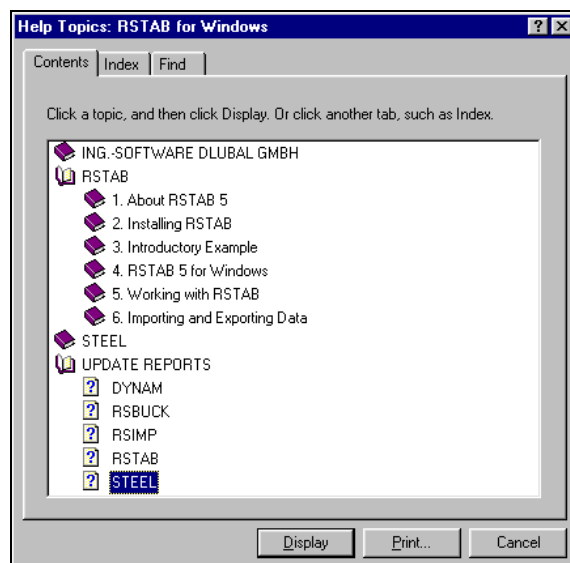 Help Topics: RSTAB for Windows
Contents Index Find
Click a topic, and then click Display. Or click another tab, such as Index.
ING.-SOFTWARE DLUBAL GMBH
RSTAB
1. About RSTAB 5
2. Installing RSTAB
3. Introductory Example
4. RSTAB 5 for Windows
5. Working with RSTAB
6. Importing and Exporting Data
STEEL
UPDATE REPORTS
DYNAM
RSBUCK
RSIMP
RSTAB
STEEL
Display Print... Cancel